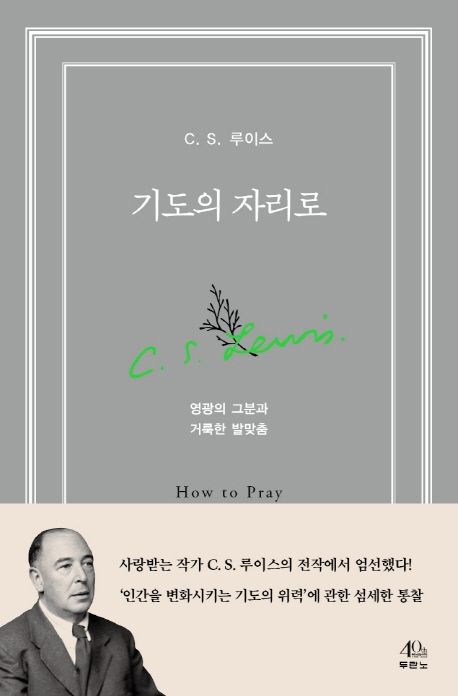 C. S. 루이스
기도의 자리로
C. S. Lewis.
영광의 그분과
거룩한 발맞춤
How to Pray
사랑받는 작가 C. S. 루이스의 전작에서 엄선했다!
‘인간을 변화시키는 기도의 위력’에 관한 섬세한 통찰
40th
두란노